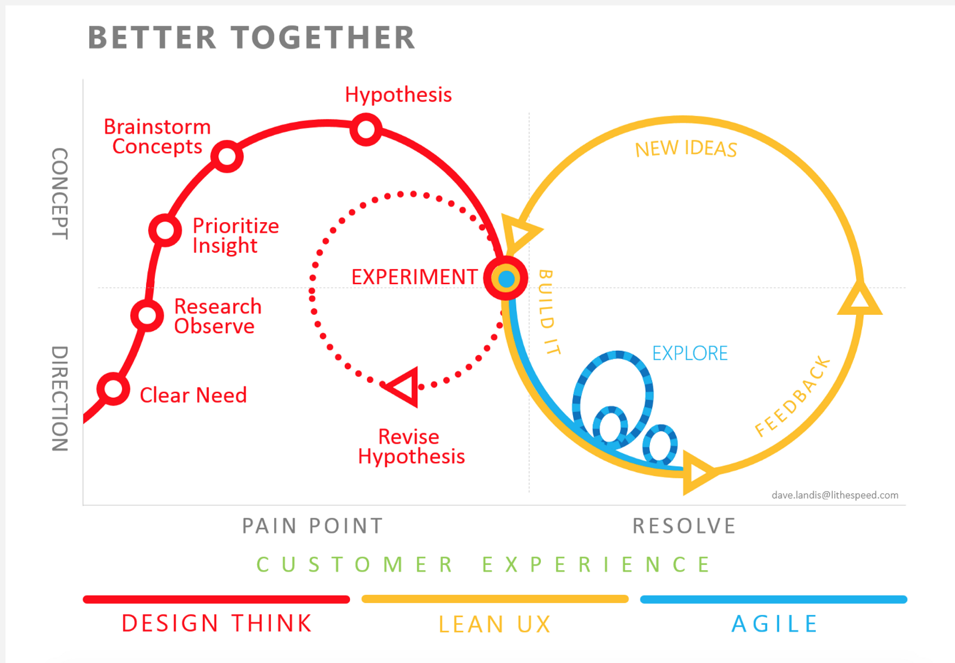 BETTER TOGETHER
Hypothesis
Brainstorm
Concepts
NEW IDEAS
CONCEPT
Prioritize
Insight
EXPERIMENT
BUILD IT
Research
Observe
EXPLORE
DIRECTION
Clear Need
FEEDBACK
Revise
Hypothesis
dave.landis@lithespeed.com
PAIN POINT
RESOLVE
CUSTOMER EXPERIENCE
DESIGN THINK
LEAN UX
AGILE